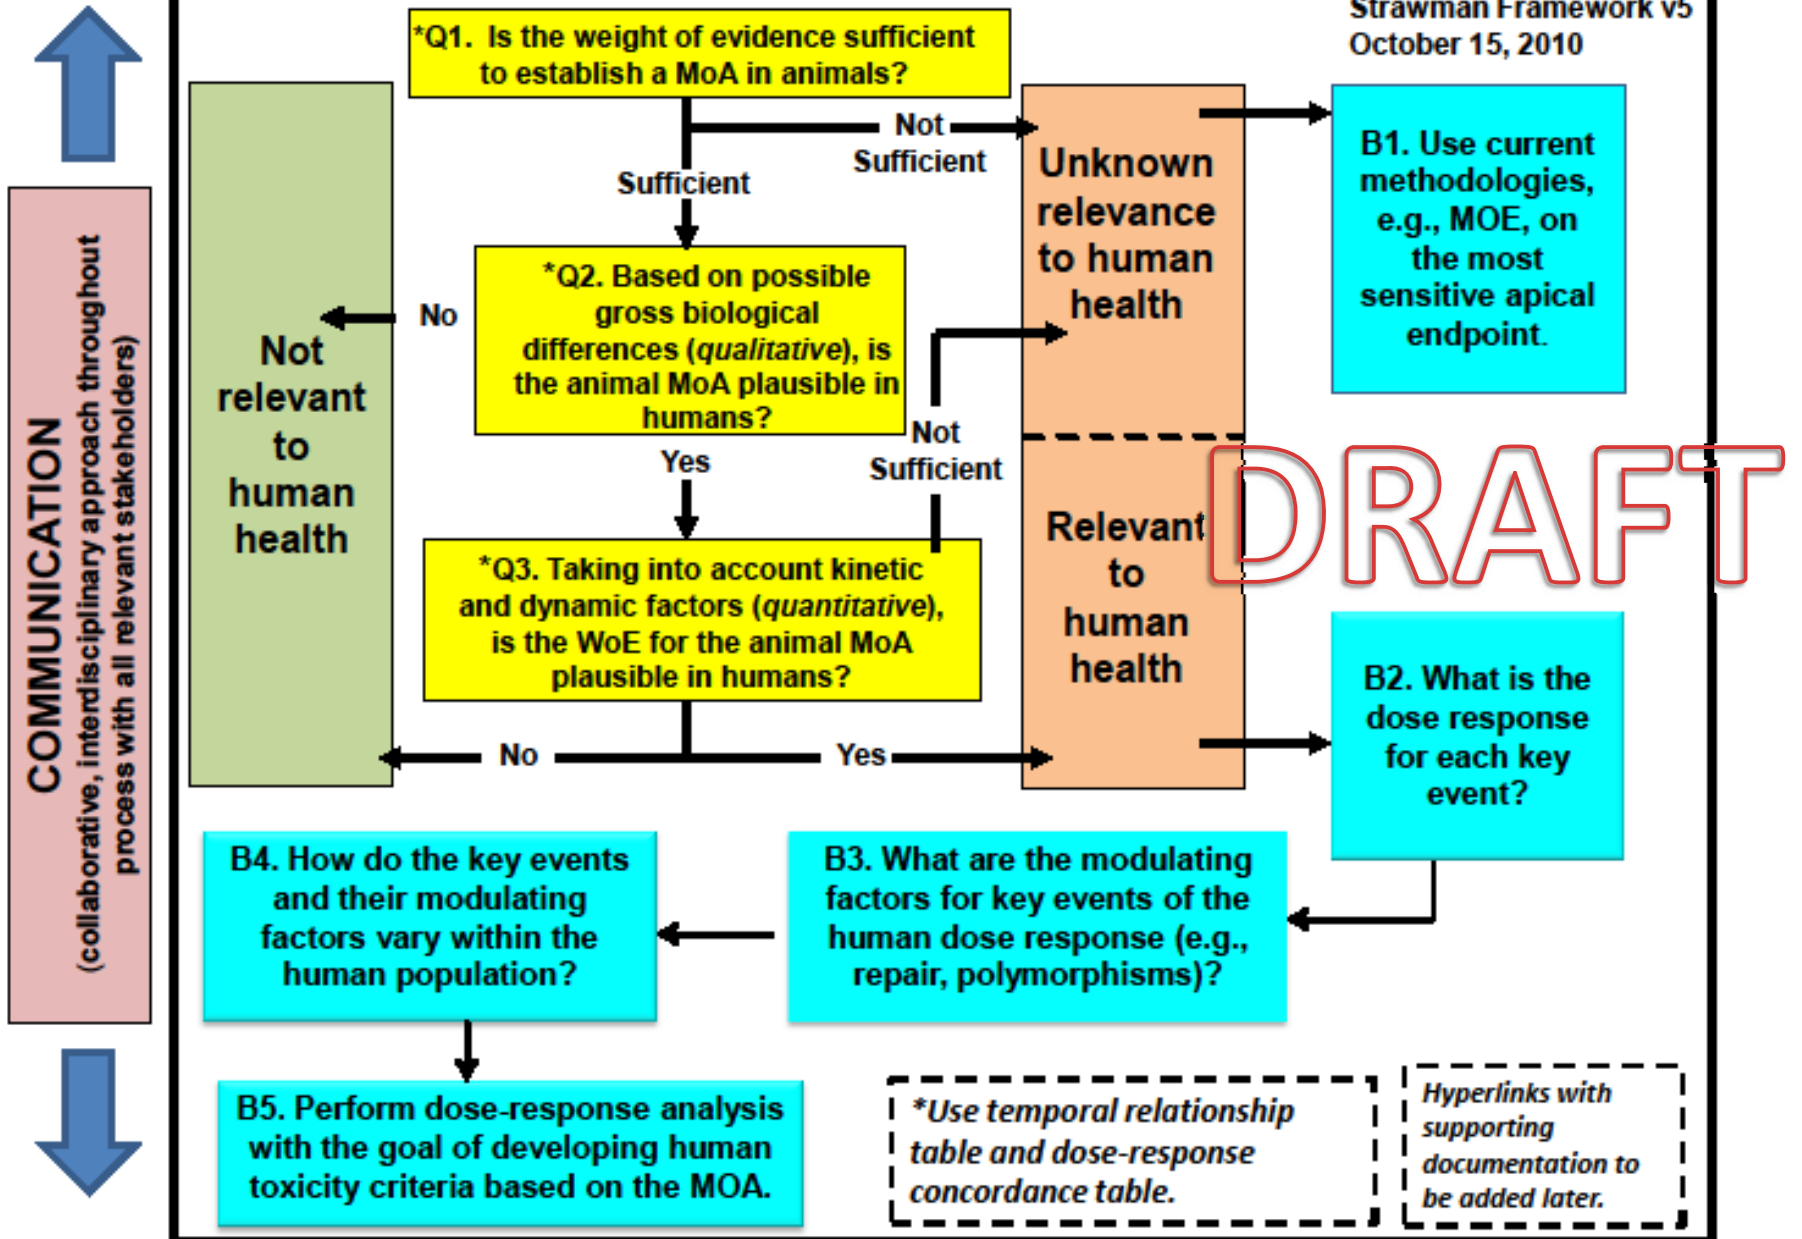 Strawman Framework v5
October 15, 2010
*Q1. Is the weight of evidence sufficient
to establish a MoA in animals?
Not
Sufficient
Sufficient
Unknown
relevance
to human
health
B1. Use current
methodologies,
e.g., MOE, on
the most
sensitive apical
endpoint.
*Q2. Based on possible
gross biological
differences (qualitative), is
the animal MoA plausible in
humans?
No
Not
relevant
to
human
health
Yes
Not
Sufficient
*Q3. Taking into account kinetic
and dynamic factors (quantitative),
is the WoE for the animal MoA
plausible in humans?
No
Yes
Relevant
to
human
health
DRAFT
B2. What is the
dose response
for each key
event?
B3. What are the modulating
factors for key events of the
human dose response (e.g.,
repair, polymorphisms)?
B4. How do the key events
and their modulating
factors vary within the
human population?
B5. Perform dose-response analysis
with the goal of developing human
toxicity criteria based on the MOA.
*Use temporal relationship
table and dose-response
concordance table.
Hyperlinks with
supporting
documentation to
be added later.
COMMUNICATION
(collaborative, interdisciplinary approach throughout
process with all relevant stakeholders)